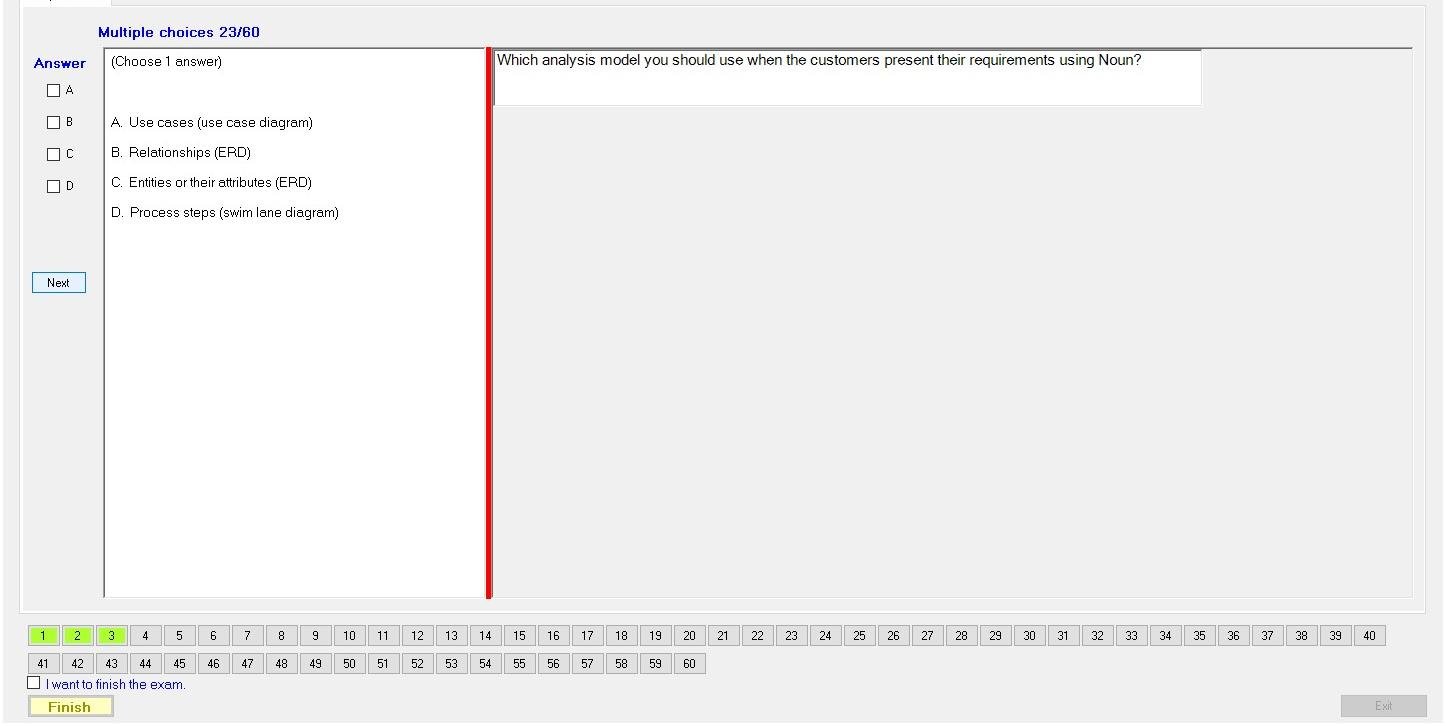 Multiple choices 23/60
Answer
A
B
C
D
Next
(Choose 1 answer)
A. Use cases (use case diagram)
B. Relationships (ERD)
C. Entities or their attributes (ERD)
D. Process steps (swim lane diagram)
Which analysis model you should use when the customers present their requirements using Noun?
1 2 3 4 5 6 7 8 9 10 11 12 13 14 15 16 17 18 19 20 21 22 23 24 25 26 27 28 29 30 31 32 33 34 35 36 37 38 39 40
41 42 43 44 45 46 47 48 49 50 51 52 53 54 55 56 57 58 59 60
I want to finish the exam.
Finish
Exit